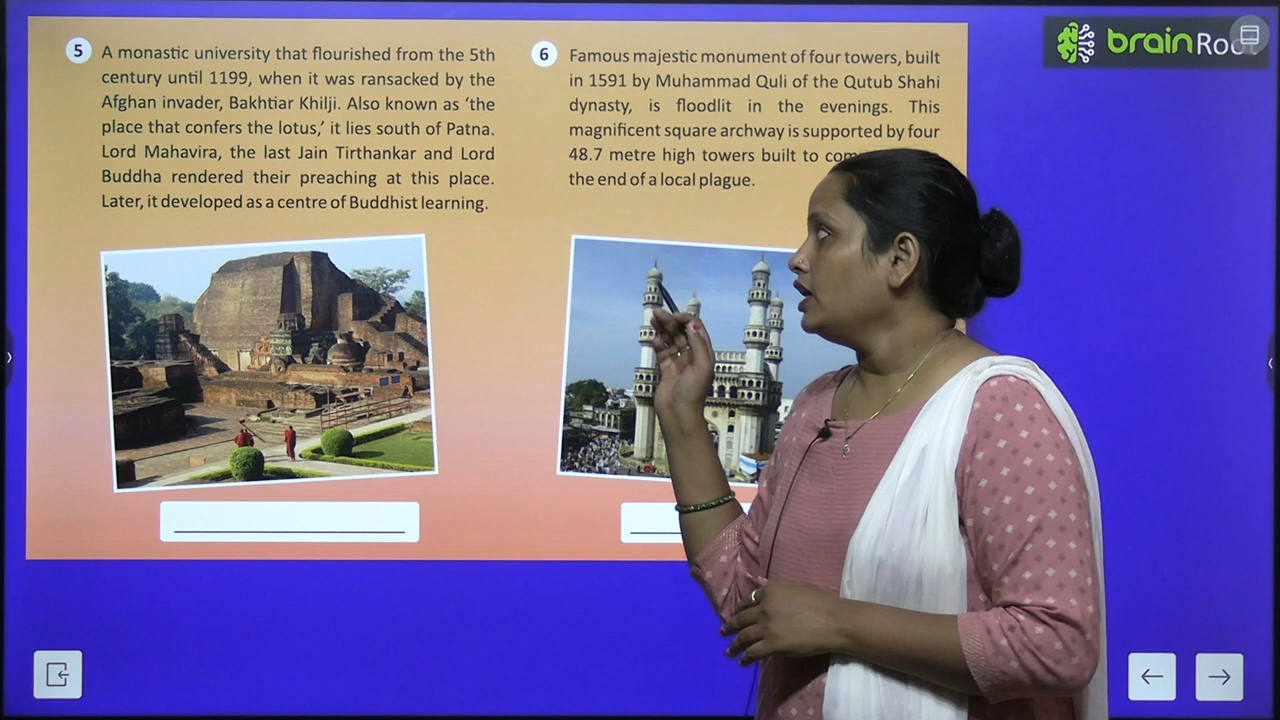 5
A monastic university that flourished from the 5th
century until 1199, when it was ransacked by the
Afghan invader, Bakhtiar Khilji. Also known as ‘the
place that confers the lotus,’ it lies south of Patna.
Lord Mahavira, the last Jain Tirthankar and Lord
Buddha rendered their preaching at this place.
Later, it developed as a centre of Buddhist learning.
6
Famous majestic monument of four towers, built
in 1591 by Muhammad Quli of the Qutub Shahi
dynasty, is floodlit in the evenings. This
magnificent square archway is supported by four
48.7 metre high towers built to
the end of a local plague.
brain